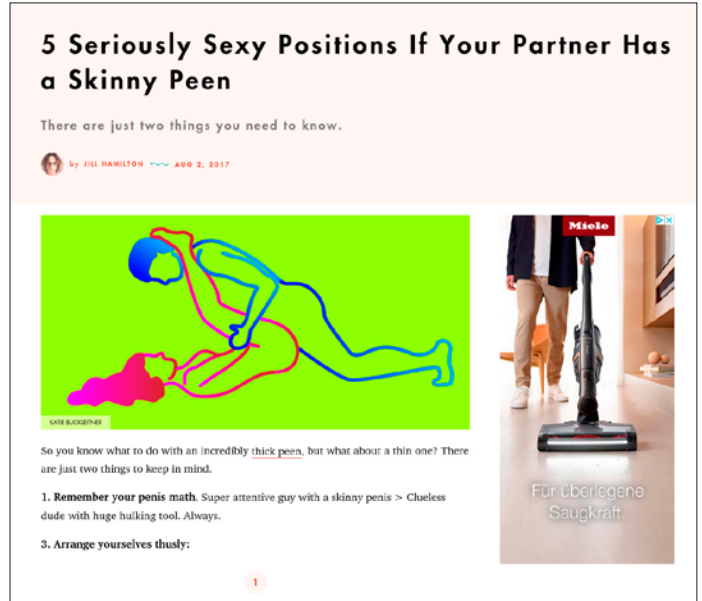 5 Seriously Sexy Positions If Your Partner Has
a Skinny Peen
There are just two things you need to know.
by JILL HAMILTON AUG 2, 2017
Miele
KATIE BUCKLEITNER
So you know what to do with an incredibly thick peen, but what about a thin one? There
are just two things to keep in mind.
1. Remember your penis math. Super attentive guy with a skinny penis > Clueless
dude with huge hulking tool. Always.
3. Arrange yourselves thusly:
1
Für überlegene
Saugkraft.